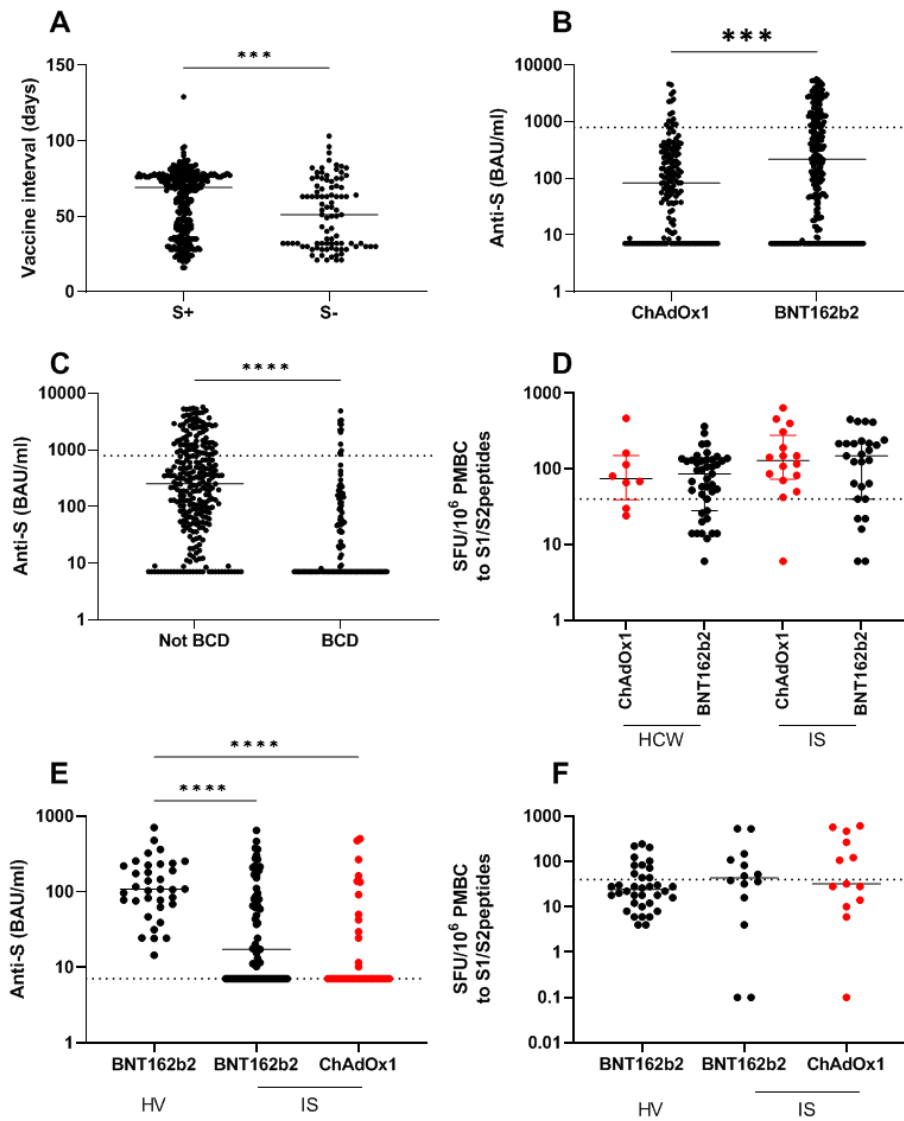 A
***
Vaccine interval (days)
150
100
50
0
S+
S-
B
***
Anti-S (BAU/ml)
10000
1000
100
10
1
ChAdOx1
BNT162b2
C
****
Anti-S (BAU/ml)
10000
1000
100
10
1
Not BCD
BCD
D
SFU/10⁶ PMBC
to S1/S2peptides
1000
100
10
1
ChAdOx1
BNT162b2
ChAdOx1
BNT162b2
HCW
IS
E
****
****
Anti-S (BAU/ml)
1000
100
10
1
BNT162b2
BNT162b2
ChAdOx1
HV
IS
F
SFU/10⁶ PMBC
to S1/S2peptides
1000
100
10
1
0.1
0.01
BNT162b2
BNT162b2
ChAdOx1
HV
IS